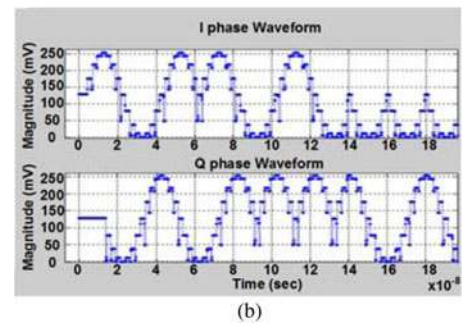 I phase Waveform
Magnitude (mV)
250
200
150
100
50
0
0 2 4 6 8 10 12 14 16 18
Q phase Waveform
Magnitude (mV)
250
200
150
100
50
0
0 2 4 6 8 10 12 14 16 18
Time (sec)
x10⁻⁸
(b)